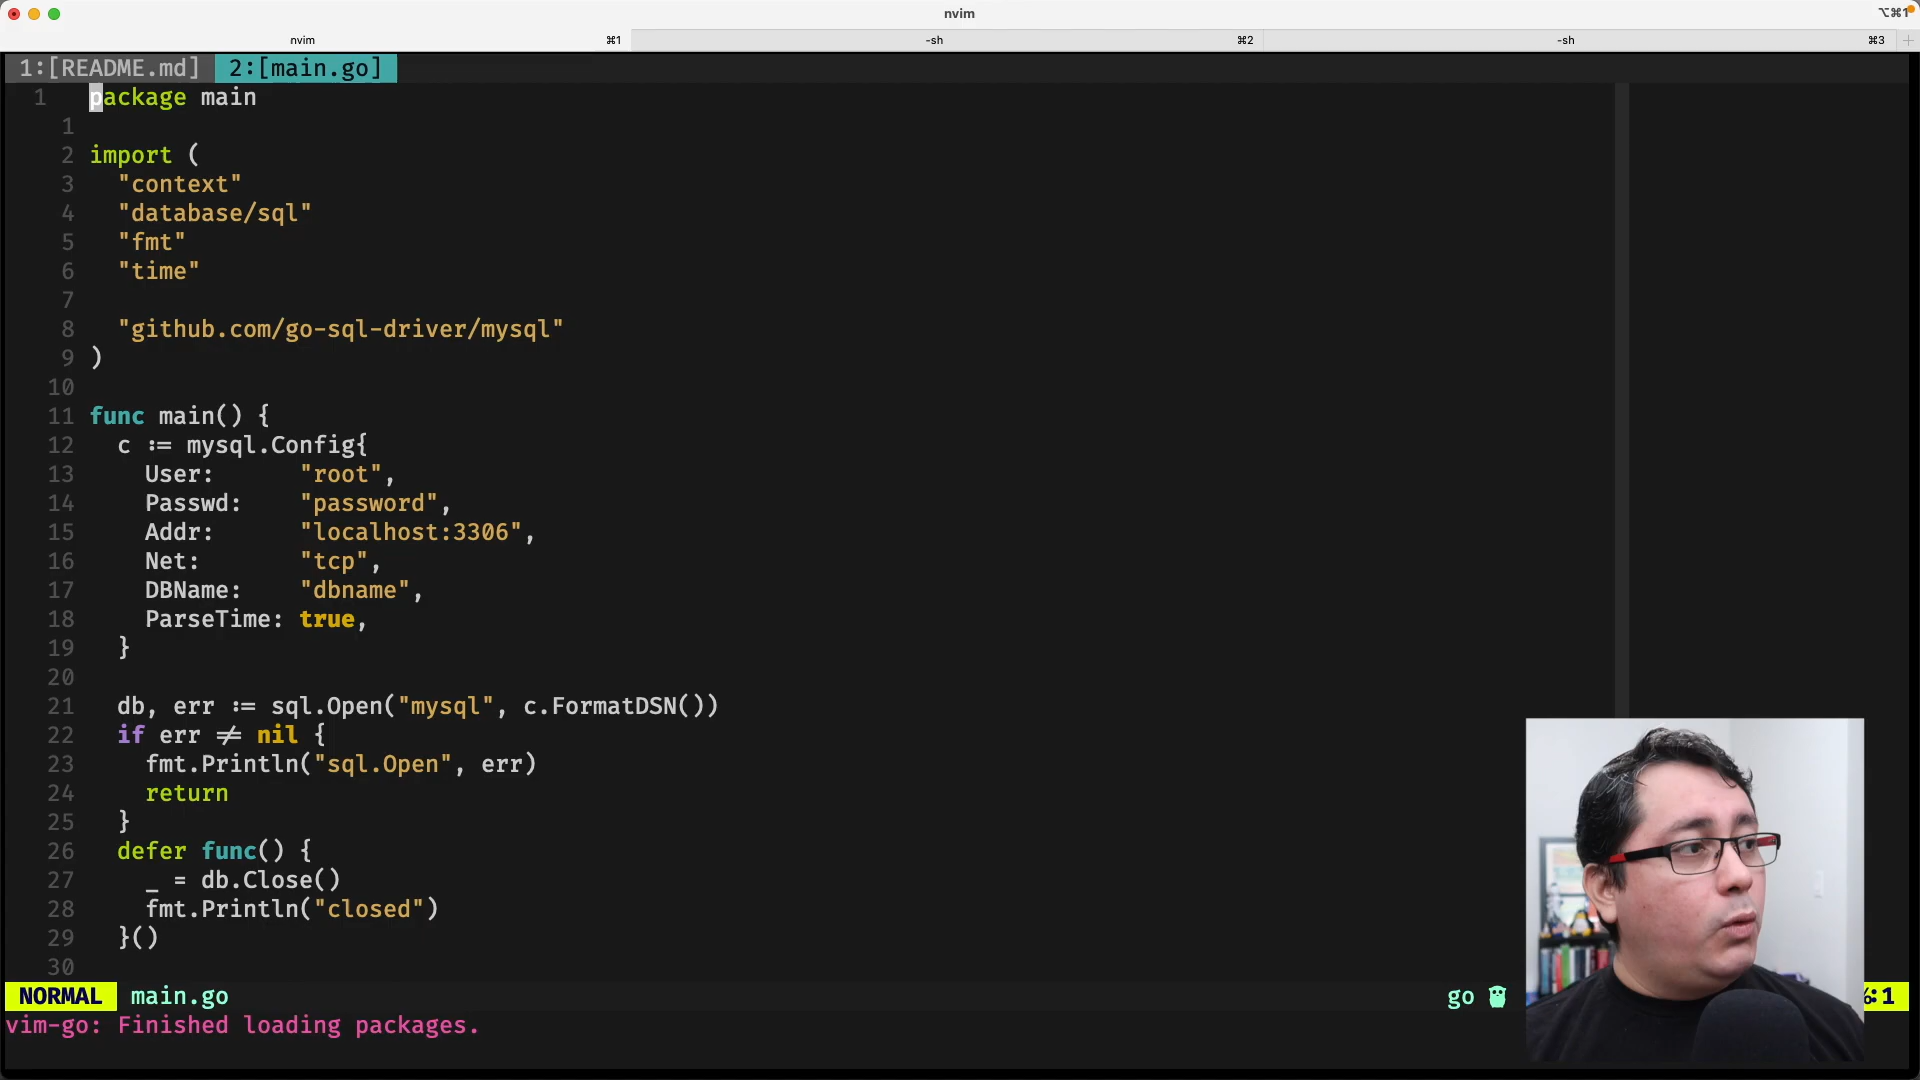 nvim
⌥⌘1
nvim ⌘1 -sh ⌘2 -sh ⌘3
1:[README.md] 2:[main.go]
1 package main
1
2 import (
3 "context"
4 "database/sql"
5 "fmt"
6 "time"
7
8 "github.com/go-sql-driver/mysql"
9 )
10
11 func main() {
12 c := mysql.Config{
13 User: "root",
14 Passwd: "password",
15 Addr: "localhost:3306",
16 Net: "tcp",
17 DBName: "dbname",
18 ParseTime: true,
19 }
20
21 db, err := sql.Open("mysql", c.FormatDSN())
22 if err != nil {
23 fmt.Println("sql.Open", err)
24 return
25 }
26 defer func() {
27 _ = db.Close()
28 fmt.Println("closed")
29 }()
30
NORMAL main.go go :1
vim-go: Finished loading packages.